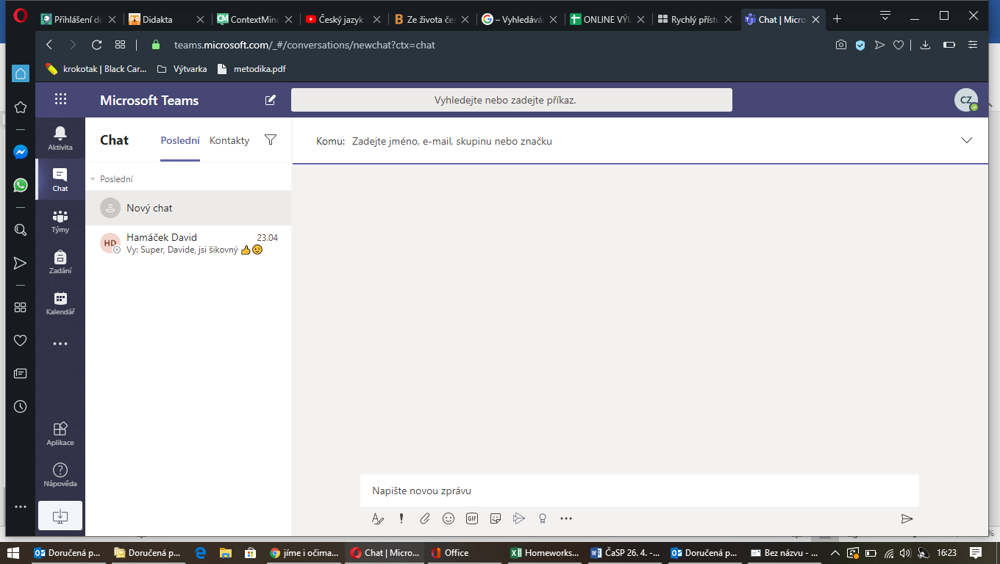 Přihlášení do
Didakta
ContextMinc
Český jazyk -
Ze života čes
– Vyhledáván
ONLINE VÝU
Rychlý přístu
Chat | Micro
teams.microsoft.com/_#/conversations/newchat?ctx=chat
krokotak | Black Car...
Výtvarka
metodika.pdf
Microsoft Teams
Vyhledejte nebo zadejte příkaz.
CZ
Aktivita
Chat
Týmy
Zadání
Kalendář
Aplikace
Nápověda
Chat
Poslední
Kontakty
Poslední
Nový chat
HD
Hamáček David
23.04
Vy: Super, Davide, jsi šikovný 👍😉
Komu: Zadejte jméno, e-mail, skupinu nebo značku
Napište novou zprávu
GIF
%
Doručená p...
Doručená p...
jíme i očima...
Chat | Micro...
Office
Homeworks...
ČaSP 26. 4. -...
Doručená p...
Bez názvu - ...
16:23